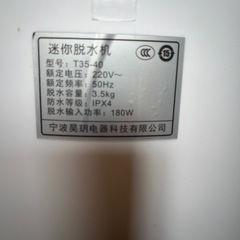 迷你脱水机
型号：T35-40
额定电压：220V～
额定频率：50Hz
脱水容量：3.5kg
防水等级：IPX4
脱水输入功率：180W
宁波昊玥电器科技有限公司